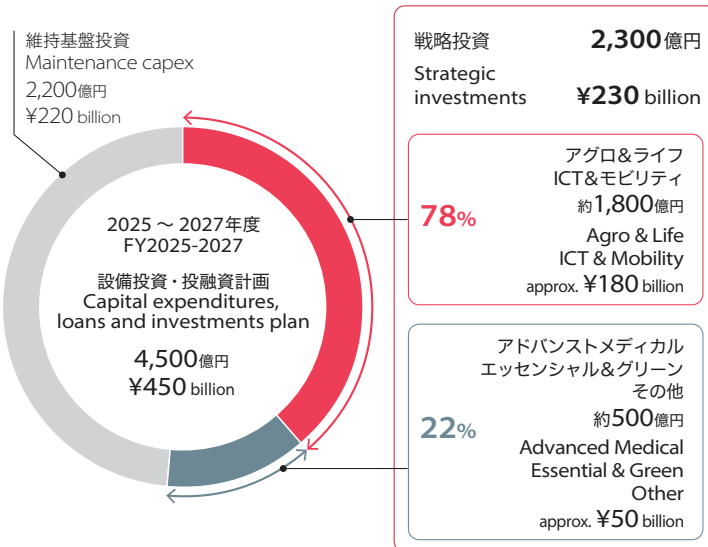 維持基盤投資
Maintenance capex
2,200億円
¥220 billion
2025 ～ 2027年度
FY2025-2027
設備投資・投融資計画
Capital expenditures,
loans and investments plan
4,500億円
¥450 billion
戦略投資 2,300億円
Strategic
investments ¥230 billion
78%
アグロ&ライフ
ICT&モビリティ
約1,800億円
Agro & Life
ICT & Mobility
approx. ¥180 billion
22%
アドバンストメディカル
エッセンシャル&グリーン
その他
約500億円
Advanced Medical
Essential & Green
Other
approx. ¥50 billion